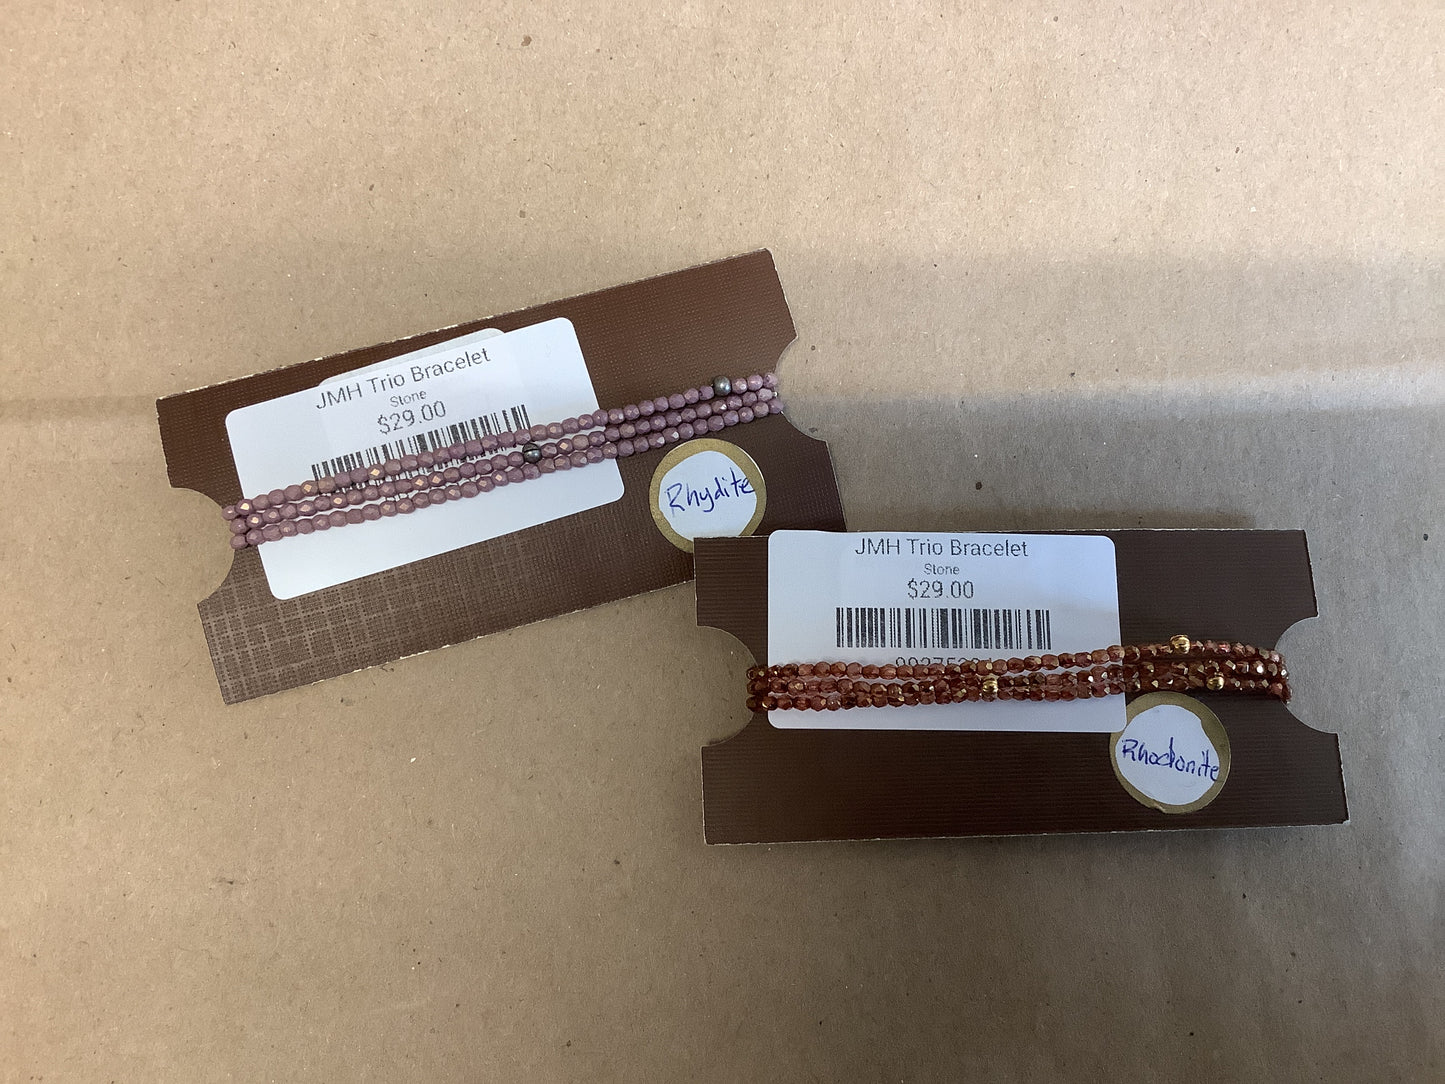 JMH Trio Bracelet
Stone
$29.00
Rhydite
JMH Trio Bracelet
Stone
$29.00
Rhodonite